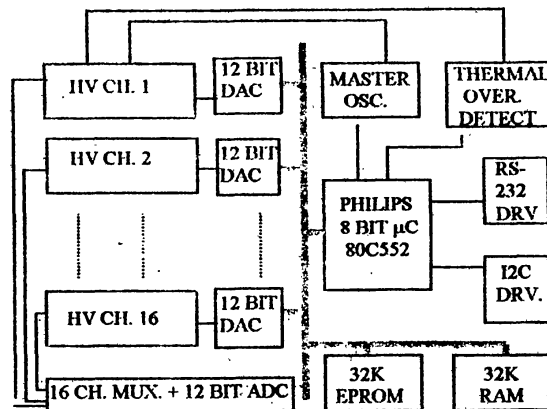 HV CH. 1
12 BIT
DAC
MASTER
OSC.
THERMAL
OVER.
DETECT
HV CH. 2
12 BIT
DAC
PHILIPS
8 BIT µC
80C552
RS-
232
DRV
I2C
DRV.
HV CH. 16
12 BIT
DAC
16 CH. MUX. + 12 BIT ADC
32K
EPROM
32K
RAM